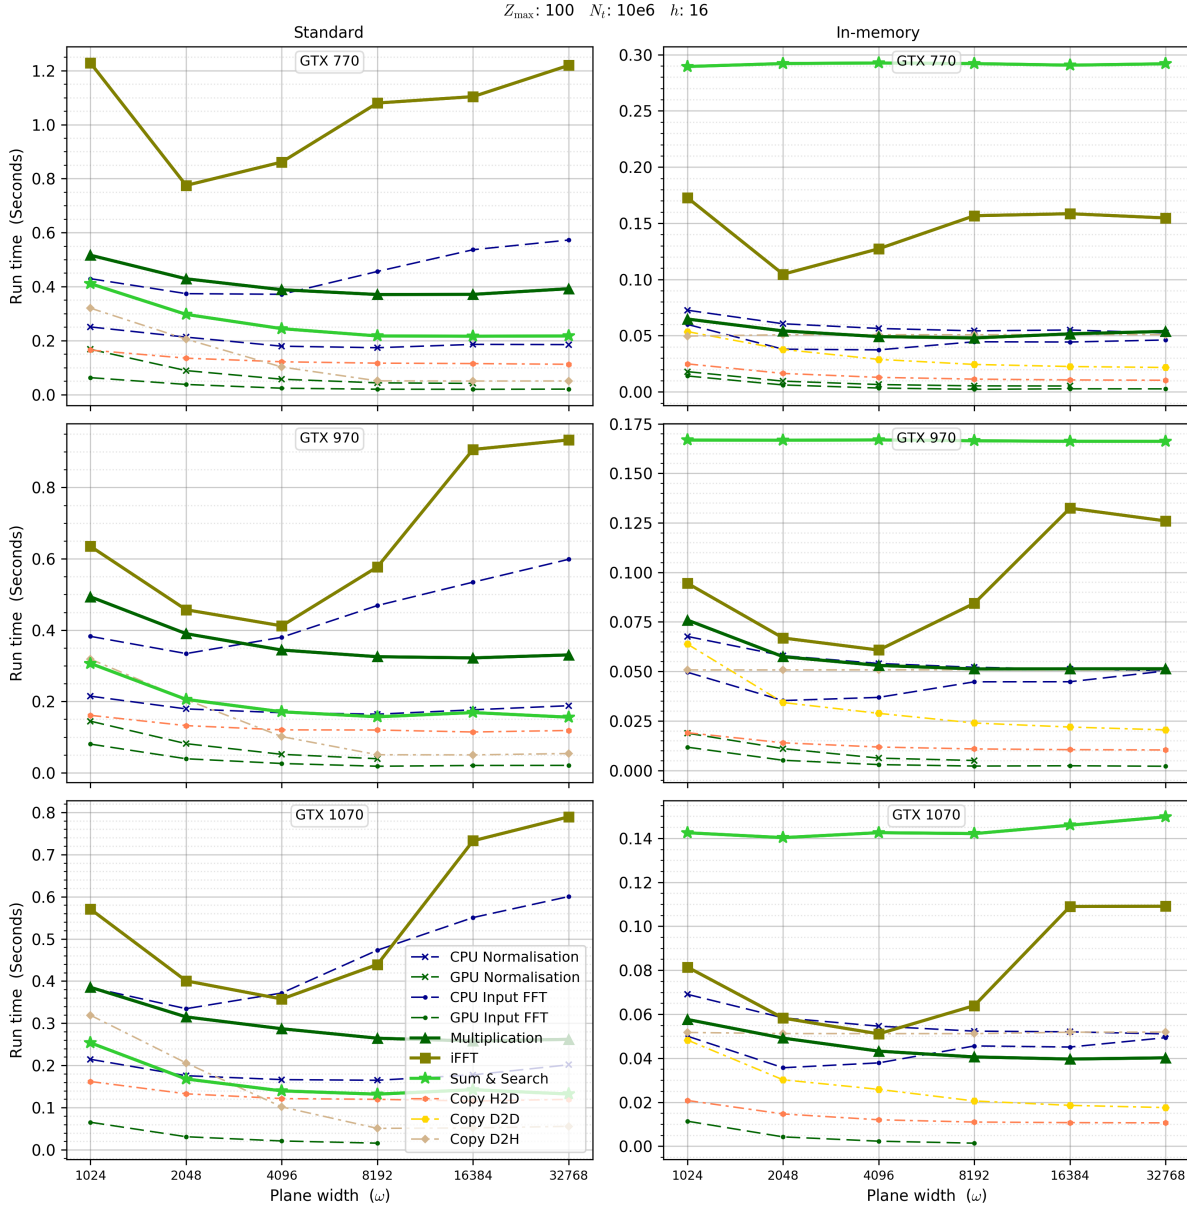 Z_max: 100 N_t: 10e6 h: 16
Standard
In-memory
GTX 770
1.2
1.0
0.8
0.6
0.4
0.2
0.0
Run time (Seconds)
GTX 770
0.30
0.25
0.20
0.15
0.10
0.05
0.00
GTX 970
0.8
0.6
0.4
0.2
0.0
Run time (Seconds)
GTX 970
0.175
0.150
0.125
0.100
0.075
0.050
0.025
0.000
GTX 1070
0.8
0.7
0.6
0.5
0.4
0.3
0.2
0.1
0.0
Run time (Seconds)
CPU Normalisation
GPU Normalisation
CPU Input FFT
GPU Input FFT
Multiplication
iFFT
Sum & Search
Copy H2D
Copy D2D
Copy D2H
1024 2048 4096 8192 16384 32768
Plane width (ω)
GTX 1070
0.14
0.12
0.10
0.08
0.06
0.04
0.02
0.00
1024 2048 4096 8192 16384 32768
Plane width (ω)